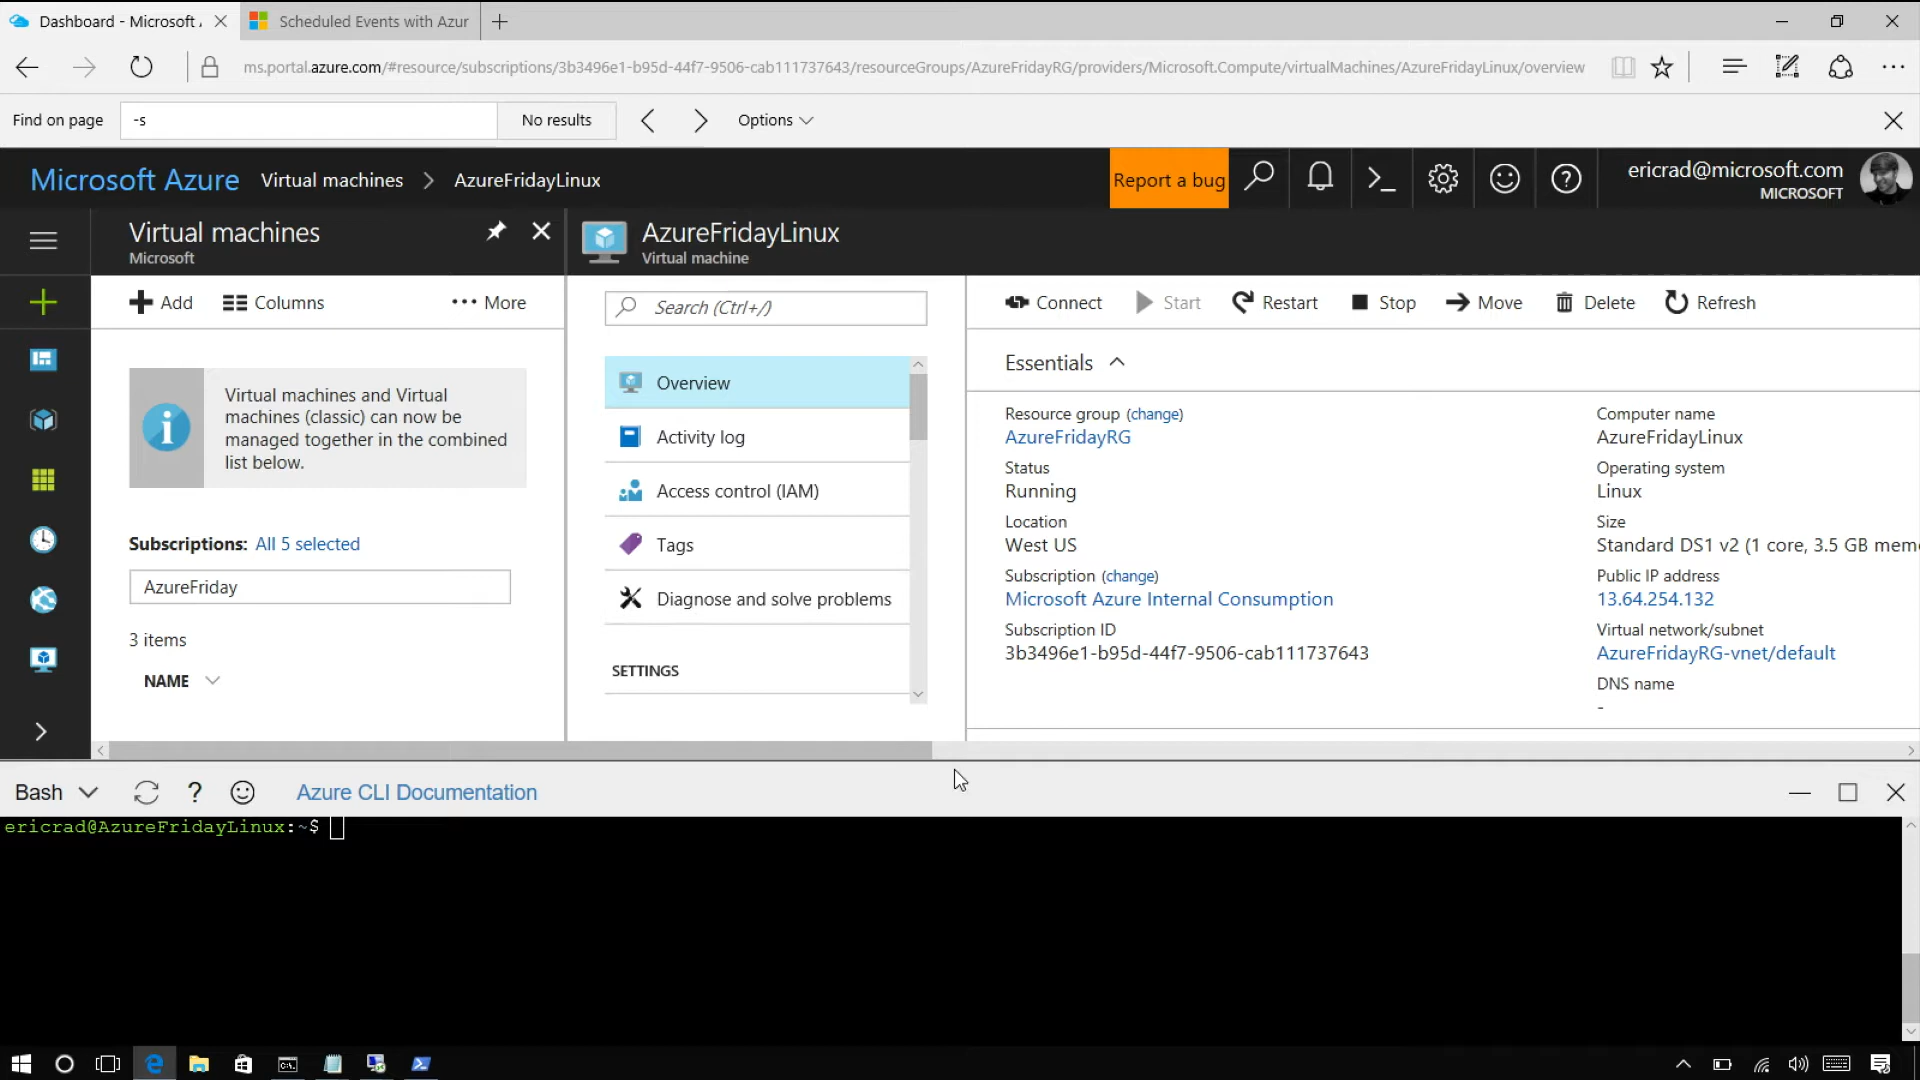 Dashboard - Microsoft A
Scheduled Events with Azur
ms.portal.azure.com/#resource/subscriptions/3b3496e1-b95d-44f7-9506-cab111737643/resourceGroups/AzureFridayRG/providers/Microsoft.Compute/virtualMachines/AzureFridayLinux/overview
Find on page
-s
No results
Options
Microsoft Azure
Virtual machines
AzureFridayLinux
Report a bug
ericrad@microsoft.com
MICROSOFT
Virtual machines
Microsoft
AzureFridayLinux
Virtual machine
Add
Columns
More
Search (Ctrl+/)
Connect
Start
Restart
Stop
Move
Delete
Refresh
Virtual machines and Virtual
machines (classic) can now be
managed together in the combined
list below.
Subscriptions: All 5 selected
AzureFriday
3 items
NAME
Overview
Activity log
Access control (IAM)
Tags
Diagnose and solve problems
SETTINGS
Essentials
Resource group (change)
AzureFridayRG
Status
Running
Location
West US
Subscription (change)
Microsoft Azure Internal Consumption
Subscription ID
3b3496e1-b95d-44f7-9506-cab111737643
Computer name
AzureFridayLinux
Operating system
Linux
Size
Standard DS1 v2 (1 core, 3.5 GB mem
Public IP address
13.64.254.132
Virtual network/subnet
AzureFridayRG-vnet/default
DNS name
-
Bash
?
Azure CLI Documentation
ericrad@AzureFridayLinux:~$